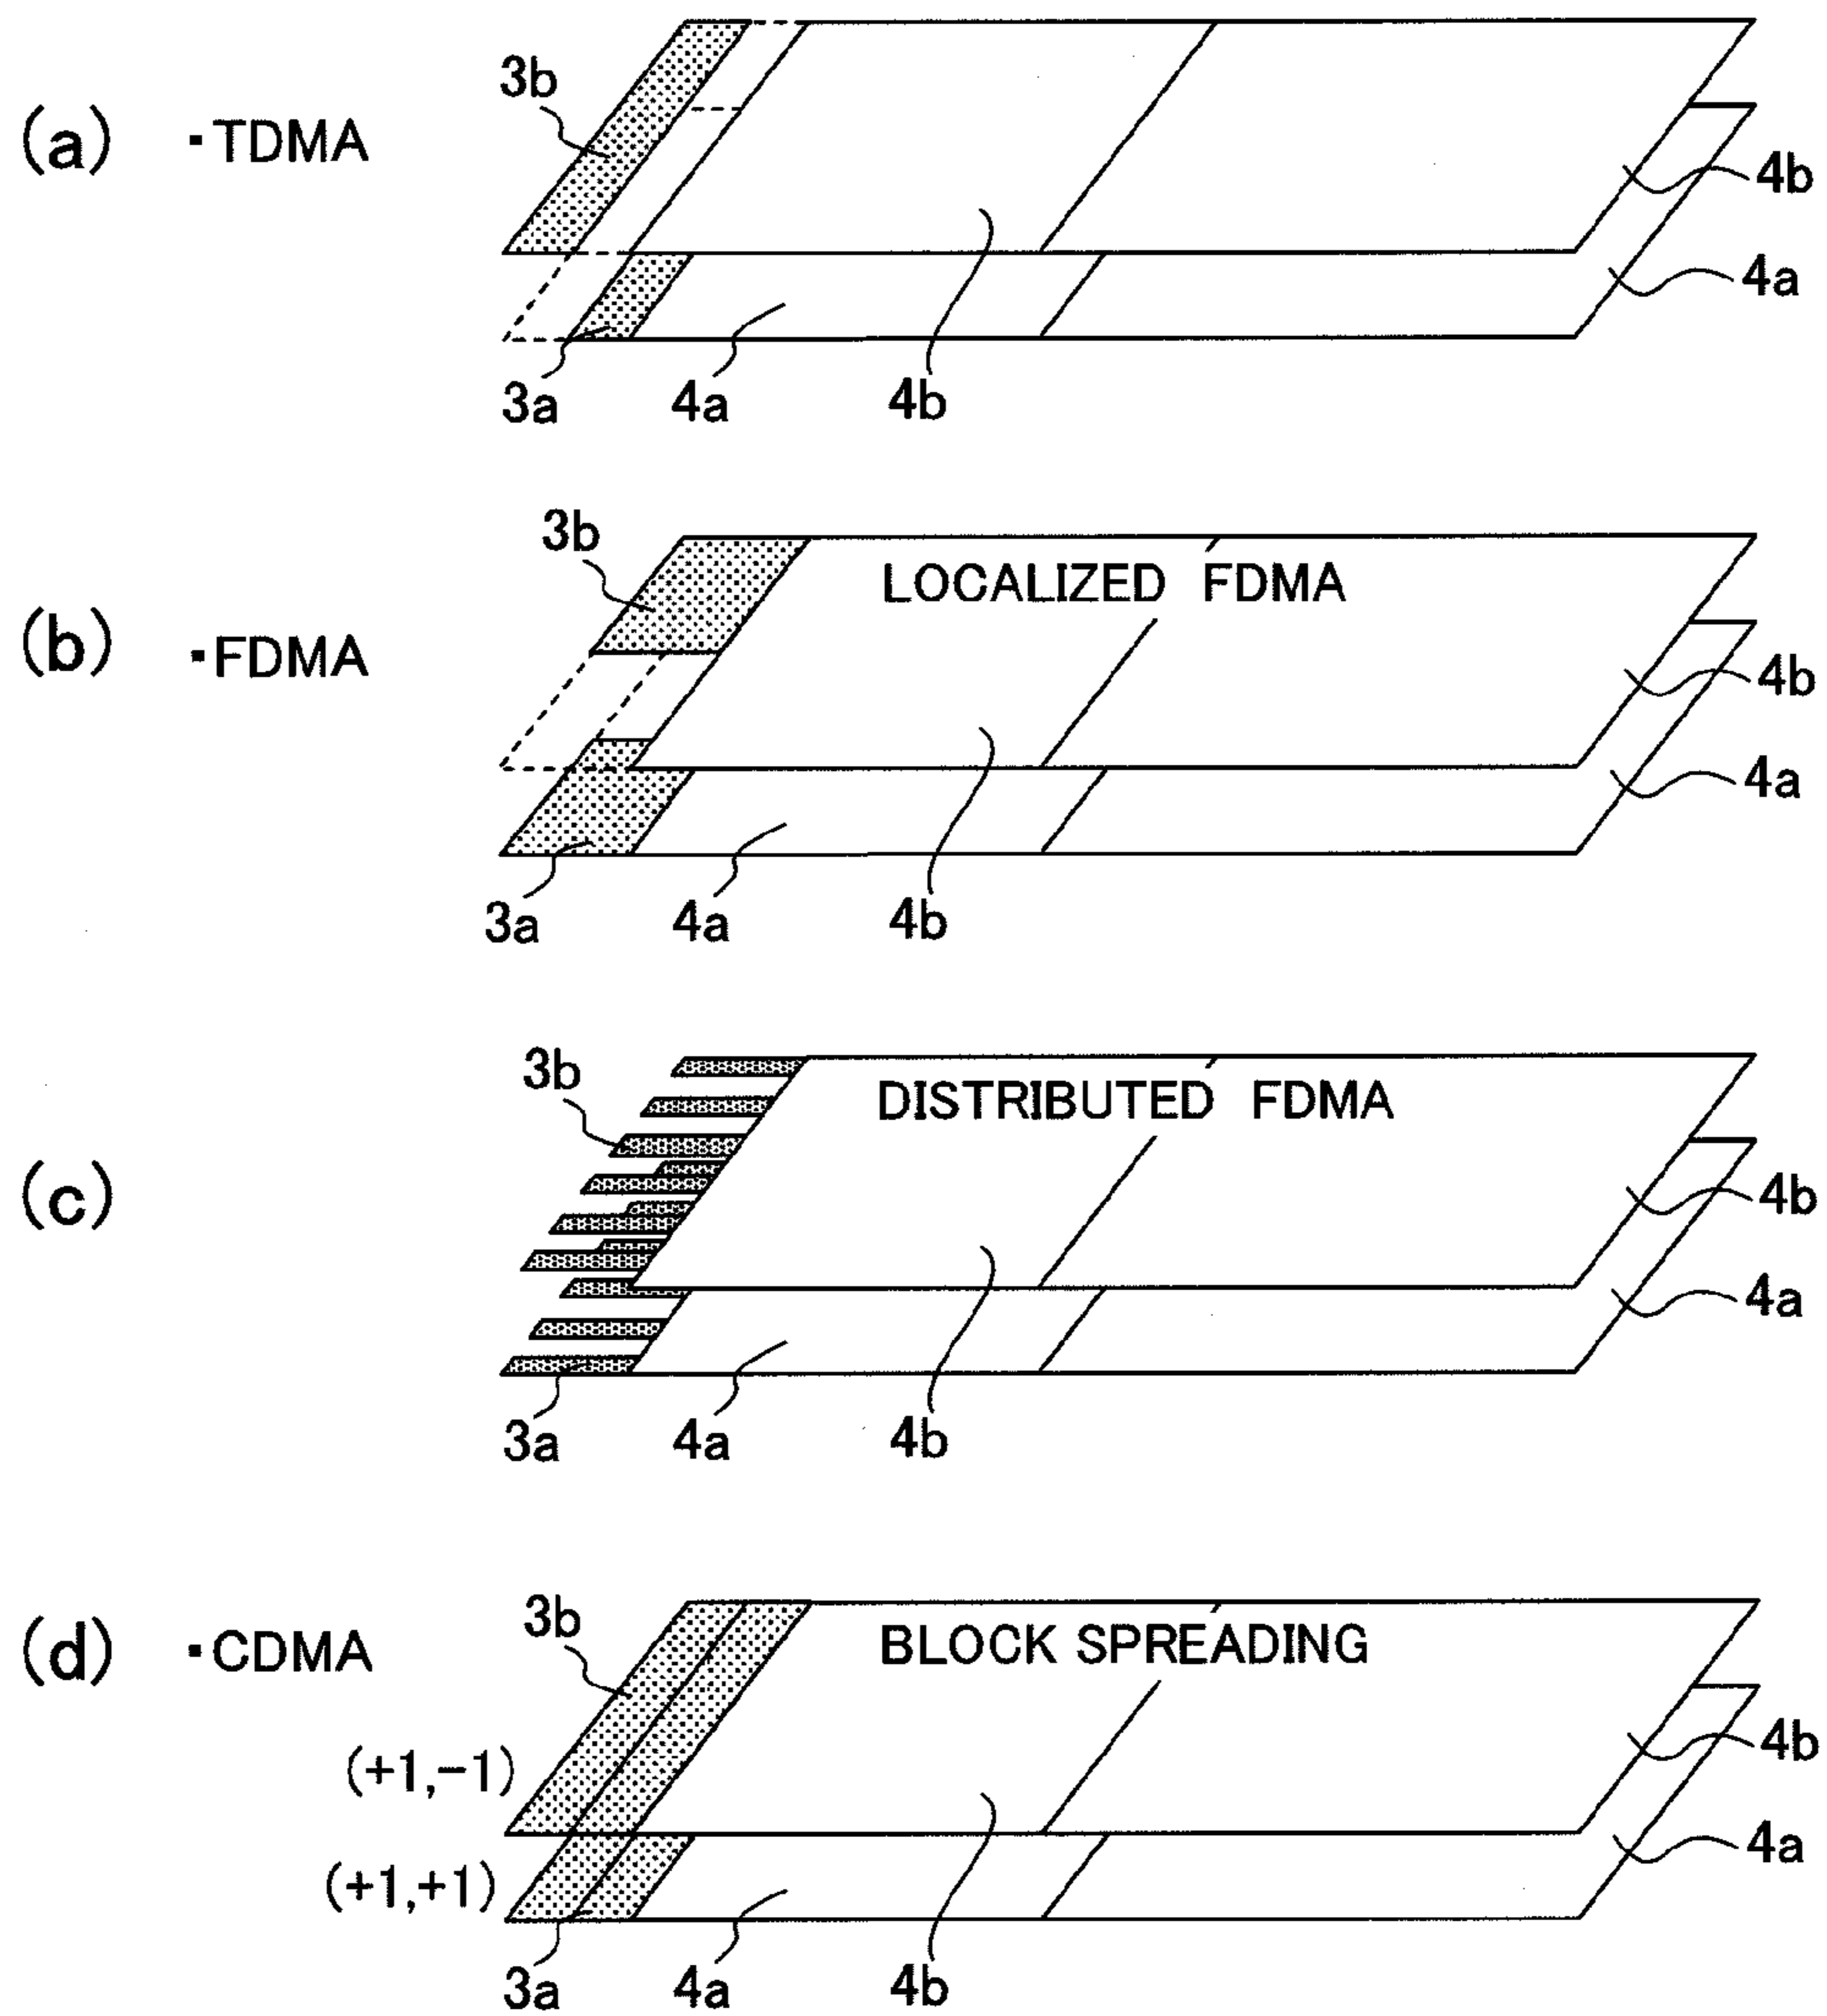 3b
(a) ・TDMA
4b
4a
3a 4a 4b
3b
LOCALIZED FDMA
(b) ・FDMA
4b
4a
3a 4a 4b
3b
DISTRIBUTED FDMA
(c)
4b
4a
3a 4a 4b
3b
(d) ・CDMA BLOCK SPREADING
4b
(+1,-1)
4a
(+1,+1)
3a 4a 4b